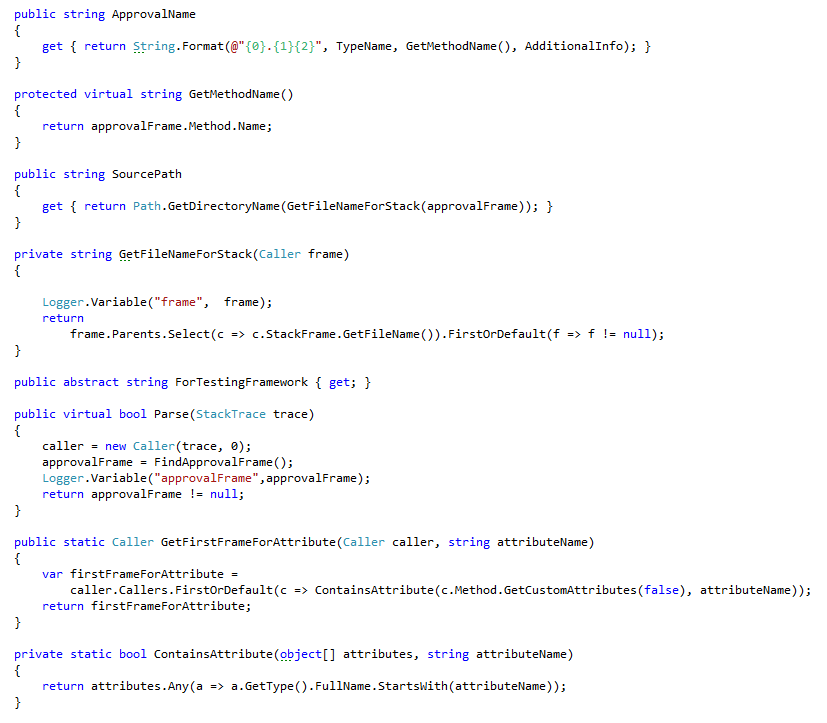 public string ApprovalName
{
    get { return String.Format(@"{0}.{1}{2}", TypeName, GetMethodName(), AdditionalInfo); }
}

protected virtual string GetMethodName()
{
    return approvalFrame.Method.Name;
}

public string SourcePath
{
    get { return Path.GetDirectoryName(GetFileNameForStack(approvalFrame)); }
}

private string GetFileNameForStack(Caller frame)
{

    Logger.Variable("frame",  frame);
    return
        frame.Parents.Select(c => c.StackFrame.GetFileName()).FirstOrDefault(f => f != null);
}

public abstract string ForTestingFramework { get; }

public virtual bool Parse(StackTrace trace)
{
    caller = new Caller(trace, 0);
    approvalFrame = FindApprovalFrame();
    Logger.Variable("approvalFrame",approvalFrame);
    return approvalFrame != null;
}

public static Caller GetFirstFrameForAttribute(Caller caller, string attributeName)
{
    var firstFrameForAttribute =
        caller.Callers.FirstOrDefault(c => ContainsAttribute(c.Method.GetCustomAttributes(false), attributeName));
    return firstFrameForAttribute;
}

private static bool ContainsAttribute(object[] attributes, string attributeName)
{
    return attributes.Any(a => a.GetType().FullName.StartsWith(attributeName));
}